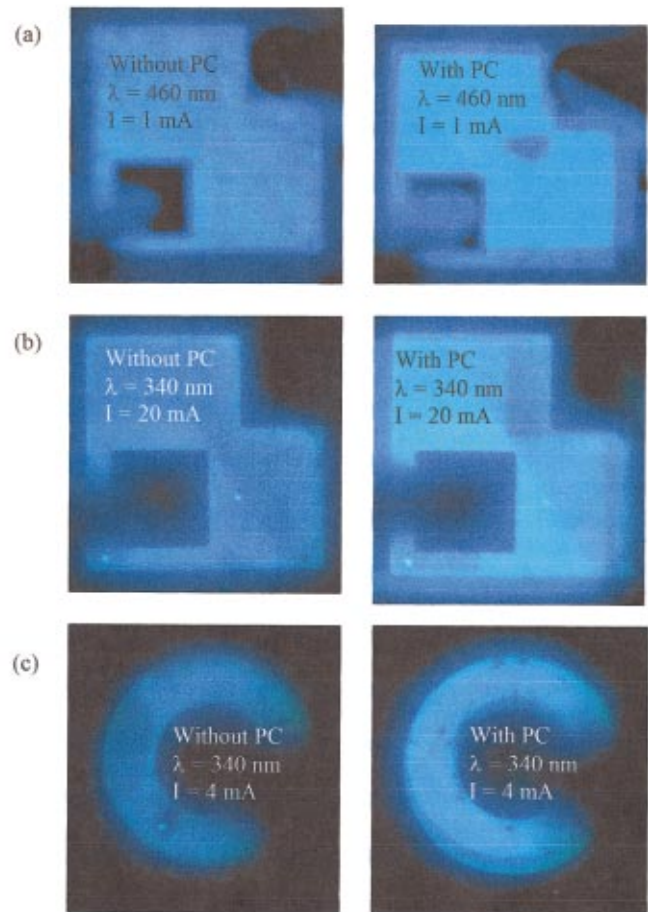 (a)
Without PC
λ = 460 nm
I = 1 mA
With PC
λ = 460 nm
I = 1 mA
(b)
Without PC
λ = 340 nm
I = 20 mA
With PC
λ = 340 nm
I = 20 mA
(c)
Without PC
λ = 340 nm
I = 4 mA
With PC
λ = 340 nm
I = 4 mA